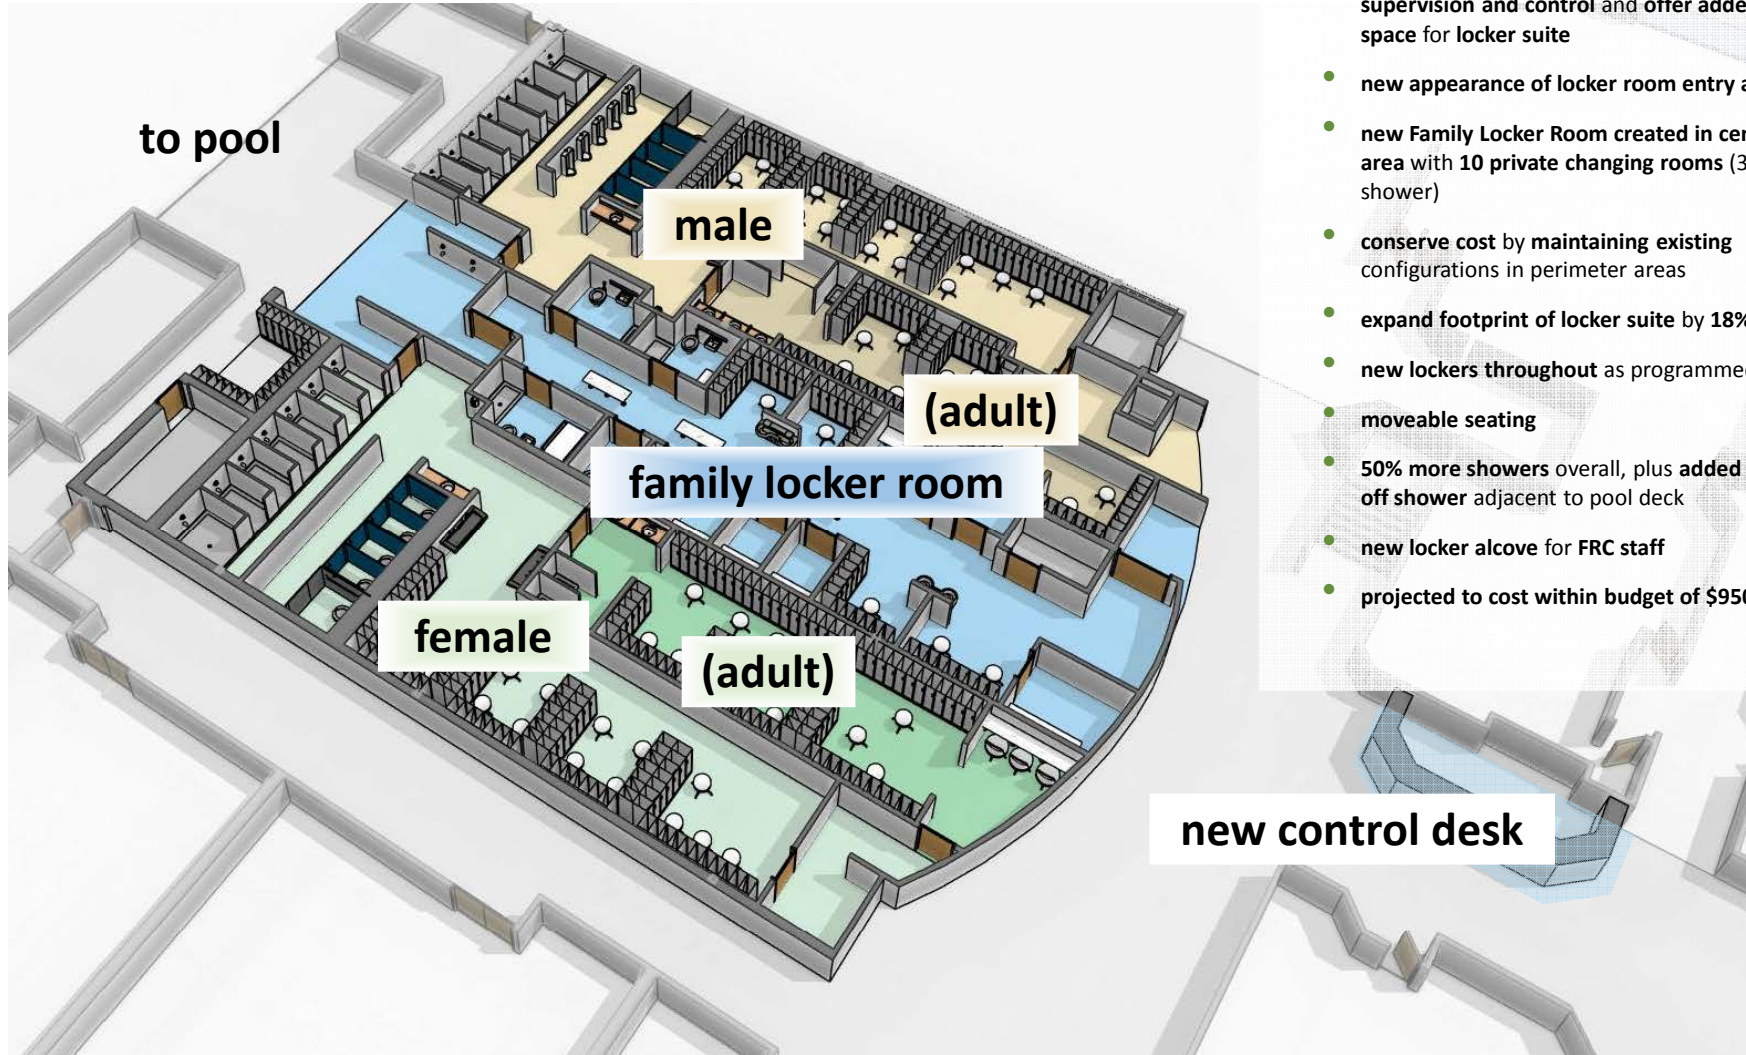 to pool
male
(adult)
family locker room
female
(adult)
new control desk
supervision and control and offer adde
space for locker suite
• new appearance of locker room entry a
• new Family Locker Room created in cen
area with 10 private changing rooms (3
shower)
• conserve cost by maintaining existing
configurations in perimeter areas
• expand footprint of locker suite by 18%
• new lockers throughout as programmed
• moveable seating
• 50% more showers overall, plus added
off shower adjacent to pool deck
• new locker alcove for FRC staff
• projected to cost within budget of $950